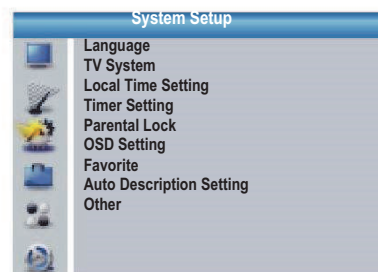 System Setup
Language
TV System
Local Time Setting
Timer Setting
Parental Lock
OSD Setting
Favorite
Auto Description Setting
Other